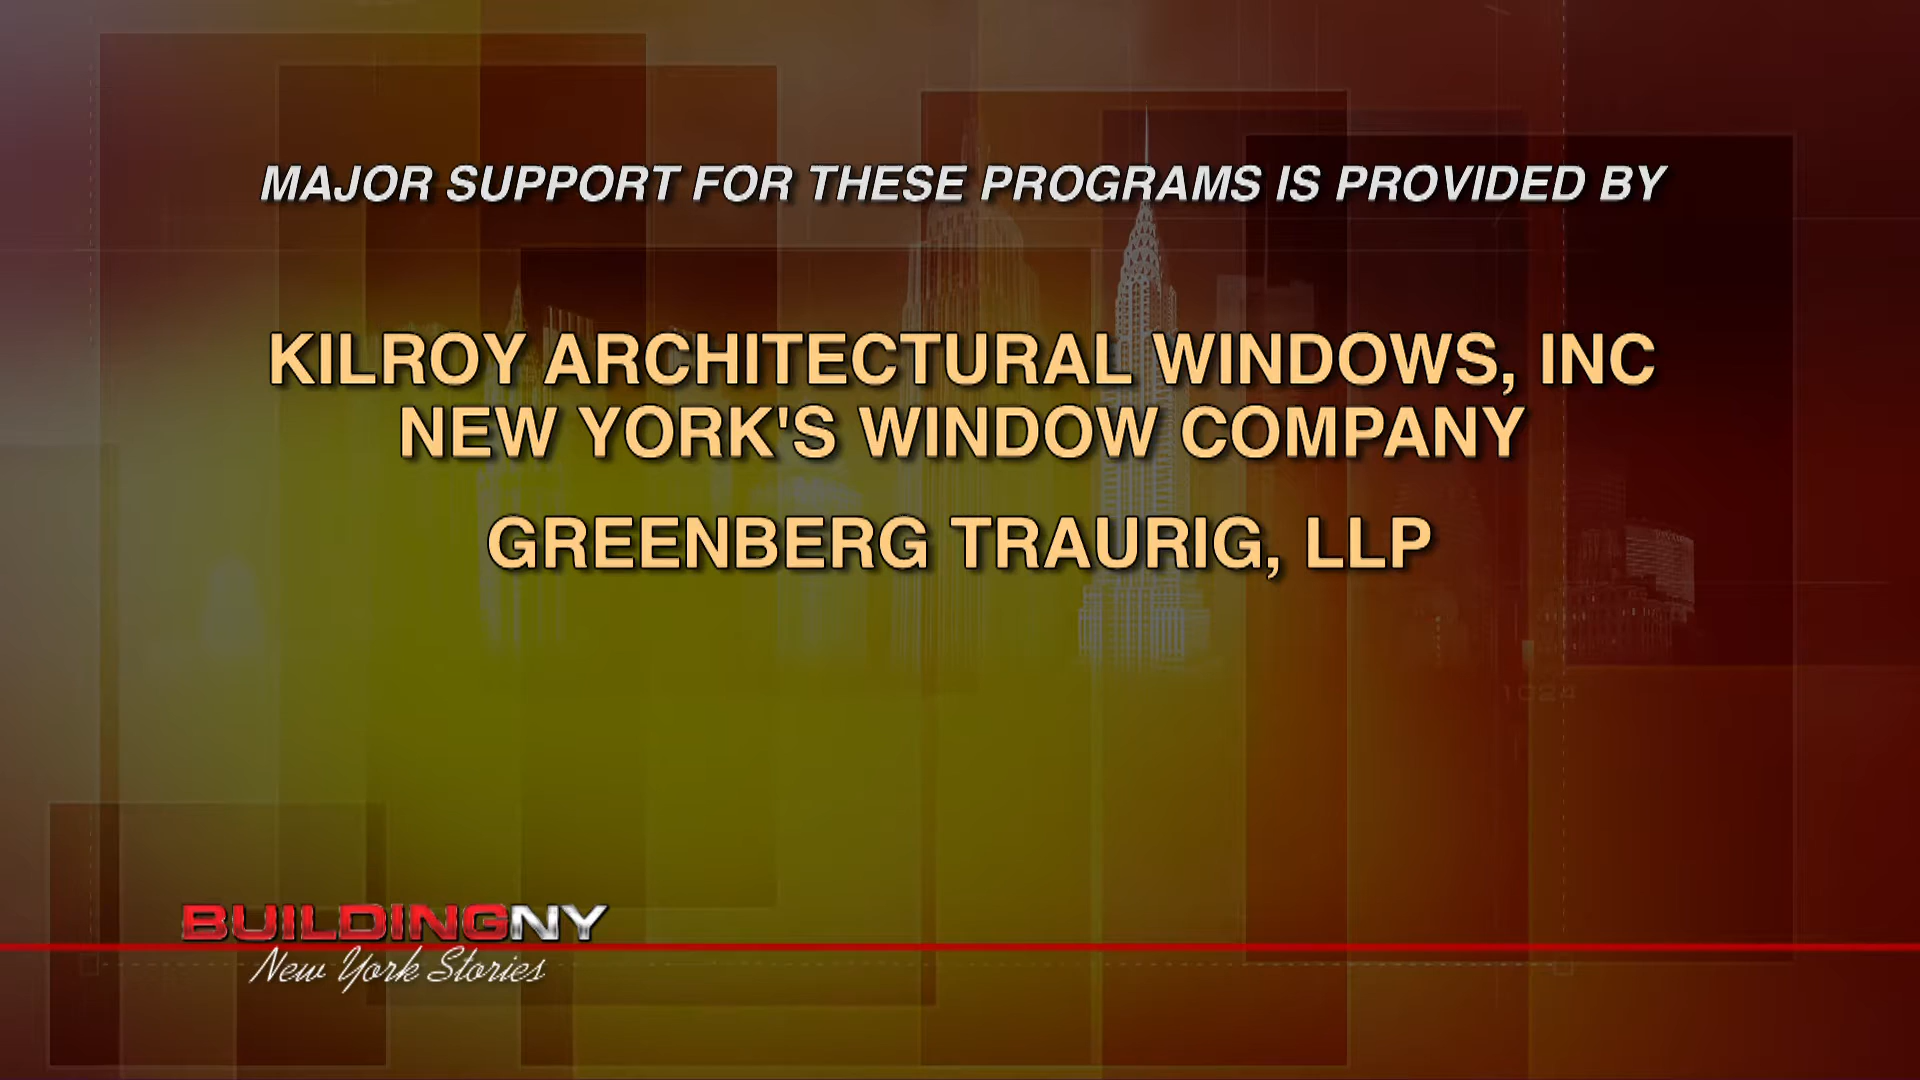 MAJOR SUPPORT FOR THESE PROGRAMS IS PROVIDED BY
KILROY ARCHITECTURAL WINDOWS, INC
NEW YORK'S WINDOW COMPANY
GREENBERG TRAURIG, LLP
1024
BUILDINGNY
New York Stories